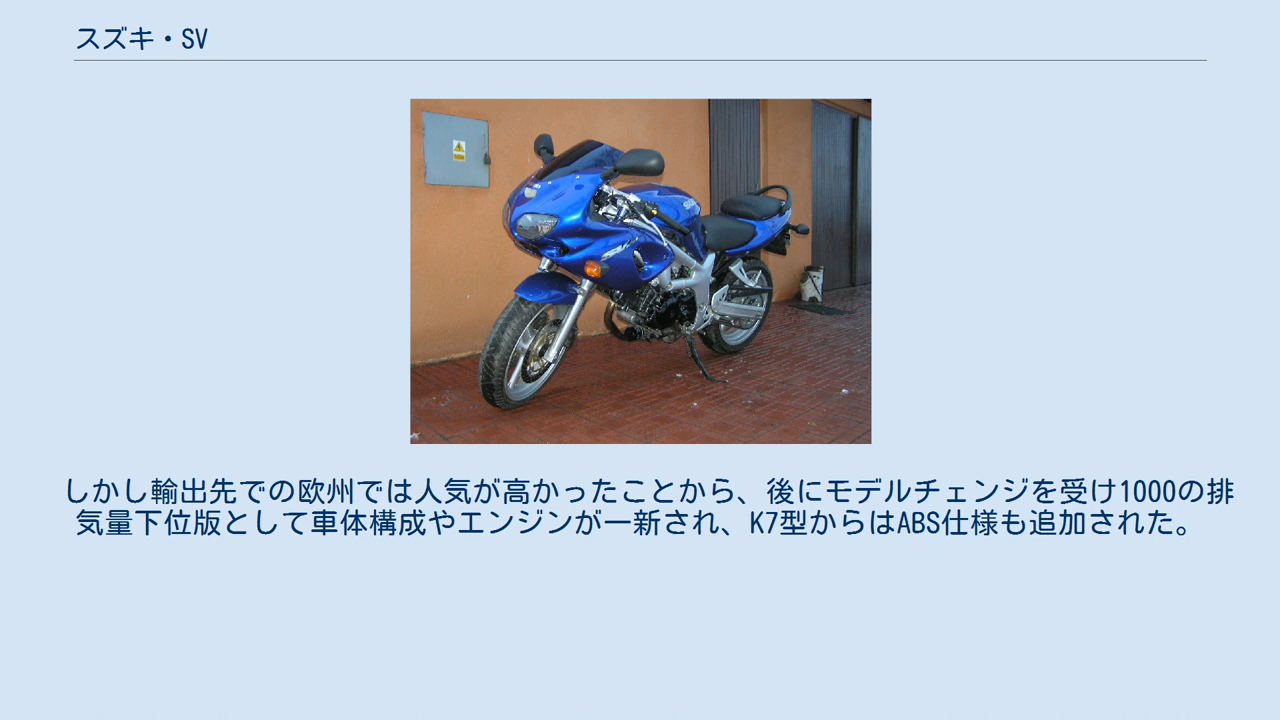 スズキ・SV
しかし輸出先での欧州では人気が高かったことから、後にモデルチェンジを受け1000の排
気量下位版として車体構成やエンジンが一新され、K7型からはABS仕様も追加された。